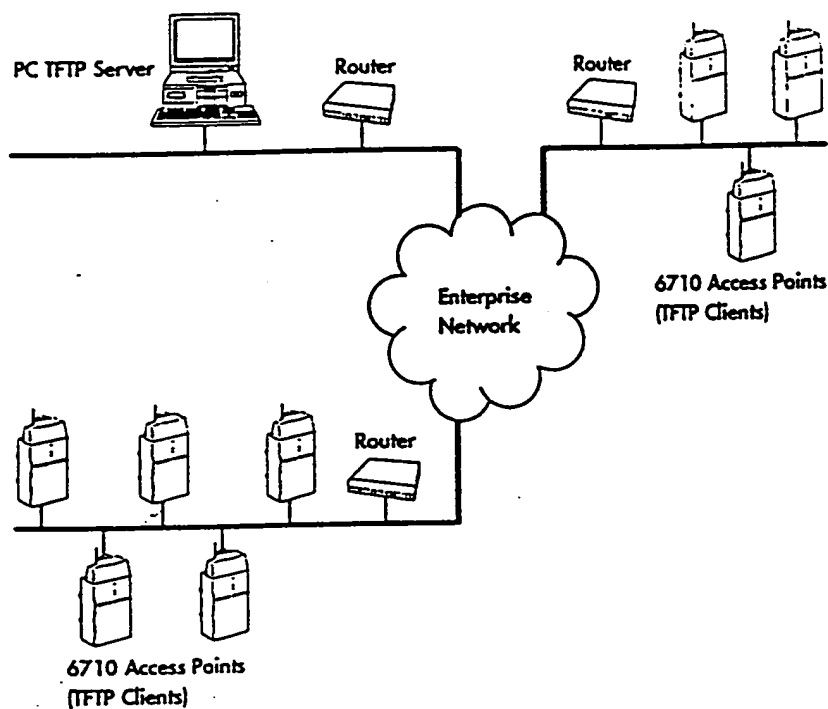 PC TFTP Server
Router
Router
6710 Access Points
(TFTP Clients)
Enterprise
Network
Router
6710 Access Points
(TFTP Clients)